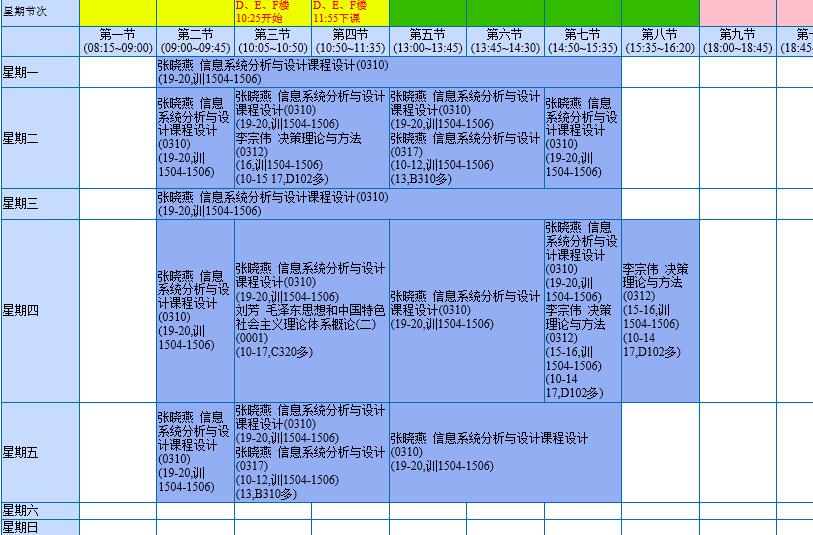 星期节次
D、E、F楼
10:25开始
D、E、F楼
11:55下课
第一节
(08:15~09:00)
第二节
(09:00~09:45)
第三节
(10:05~10:50)
第四节
(10:50~11:35)
第五节
(13:00~13:45)
第六节
(13:45~14:30)
第七节
(14:50~15:35)
第八节
(15:35~16:20)
第九节
(18:00~18:45)
第十
(18:45~
星期一
张晓燕 信息系统分析与设计课程设计(0310)
(19-20,训1504-1506)
星期二
张晓燕 信息
系统分析与设
计课程设计
(0310)
(19-20,训
1504-1506)
张晓燕 信息系统分析与设计
课程设计(0310)
(19-20,训1504-1506)
李宗伟 决策理论与方法
(0312)
(16,训1504-1506)
(10-15 17,D102多)
张晓燕 信息系统分析与设计
课程设计(0310)
(19-20,训1504-1506)
张晓燕 信息系统分析与设计
(0317)
(10-12,训1504-1506)
(13,B310多)
张晓燕 信息
系统分析与设
计课程设计
(0310)
(19-20,训
1504-1506)
星期三
张晓燕 信息系统分析与设计课程设计(0310)
(19-20,训1504-1506)
星期四
张晓燕 信息
系统分析与设
计课程设计
(0310)
(19-20,训
1504-1506)
张晓燕 信息系统分析与设计
课程设计(0310)
(19-20,训1504-1506)
刘芳 毛泽东思想和中国特色
社会主义理论体系概论(二)
(0001)
(10-17,C320多)
张晓燕 信息系统分析与设计
课程设计(0310)
(19-20,训1504-1506)
张晓燕 信息
系统分析与设
计课程设计
(0310)
(19-20,训
1504-1506)
李宗伟 决策
理论与方法
(0312)
(15-16,训
1504-1506)
(10-14
17,D102多)
李宗伟 决策
理论与方法
(0312)
(15-16,训
1504-1506)
(10-14
17,D102多)
星期五
张晓燕 信息
系统分析与设
计课程设计
(0310)
(19-20,训
1504-1506)
张晓燕 信息系统分析与设计
课程设计(0310)
(19-20,训1504-1506)
张晓燕 信息系统分析与设计
(0317)
(10-12,训1504-1506)
(13,B310多)
张晓燕 信息系统分析与设计课程设计
(0310)
(19-20,训1504-1506)
星期六
星期日